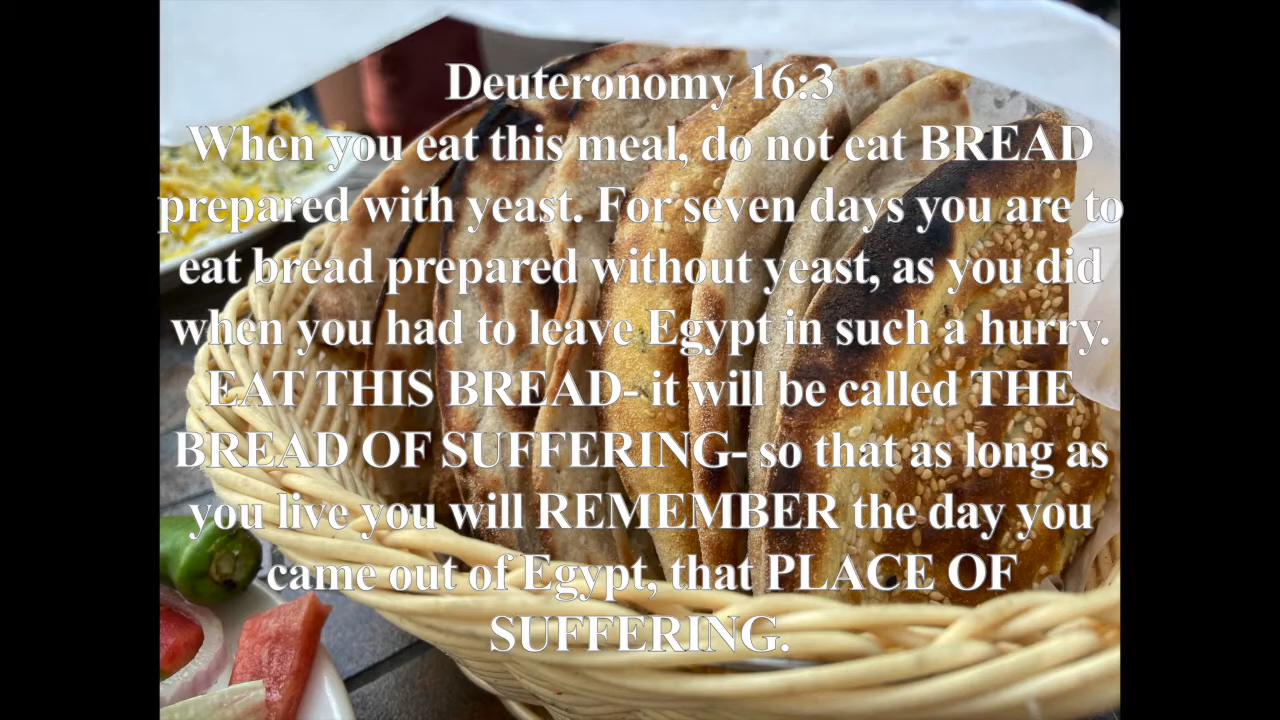 Deuteronomy 16:3
When you eat this meal, do not eat BREAD
prepared with yeast. For seven days you are to
eat bread prepared without yeast, as you did
when you had to leave Egypt in such a hurry.
EAT THIS BREAD- it will be called THE
BREAD OF SUFFERING- so that as long as
you live you will REMEMBER the day you
came out of Egypt, that PLACE OF
SUFFERING.